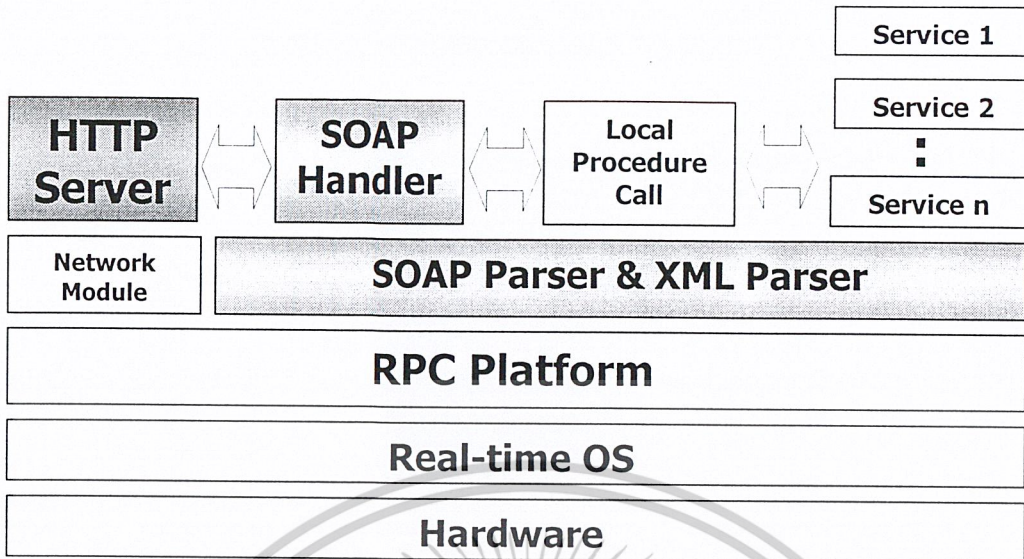 Service 1
HTTP
Server
SOAP
Handler
Local
Procedure
Call
Service 2
Service n
Network
Module
SOAP Parser & XML Parser
RPC Platform
Real-time OS
Hardware